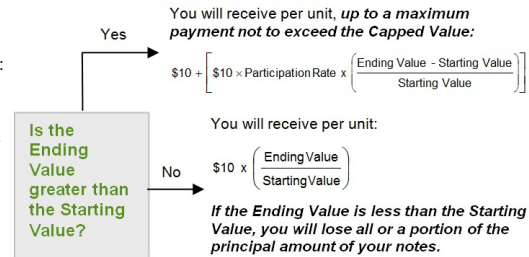 :
You will receive per unit, up to a maximum
payment not to exceed the Capped Value:
Yes
$10 + [ $10 × Participation Rate x ( Ending Value - Starting Value / Starting Value ) ]
Is the
Ending
Value
greater than
the Starting
Value?
No
You will receive per unit:
$10 x ( Ending Value / Starting Value )
If the Ending Value is less than the Starting
Value, you will lose all or a portion of the
principal amount of your notes.